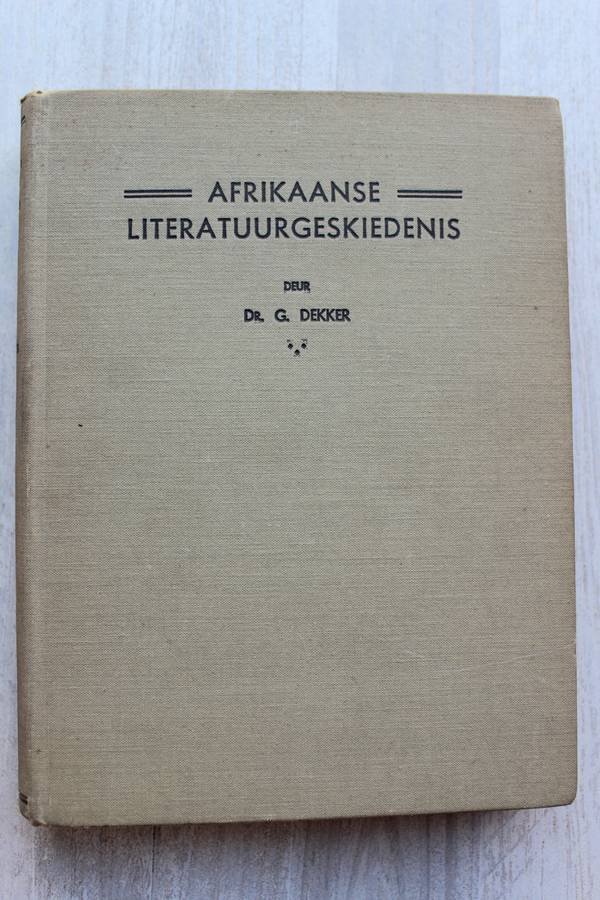 AFRIKAANSE
LITERATUURGESKIEDENIS
DEUR
DR. G. DEKKER